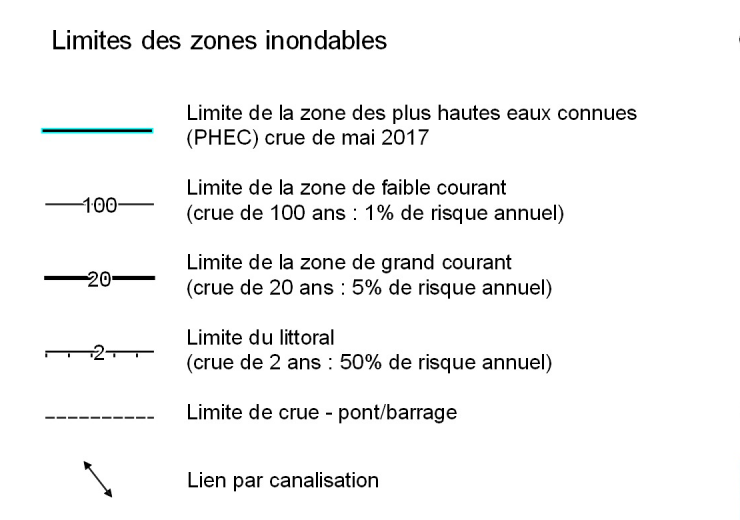 Limites des zones inondables
Limite de la zone des plus hautes eaux connues
(PHEC) crue de mai 2017
100
Limite de la zone de faible courant
(crue de 100 ans : 1% de risque annuel)
20
Limite de la zone de grand courant
(crue de 20 ans : 5% de risque annuel)
2
Limite du littoral
(crue de 2 ans : 50% de risque annuel)
Limite de crue - pont/barrage
Lien par canalisation